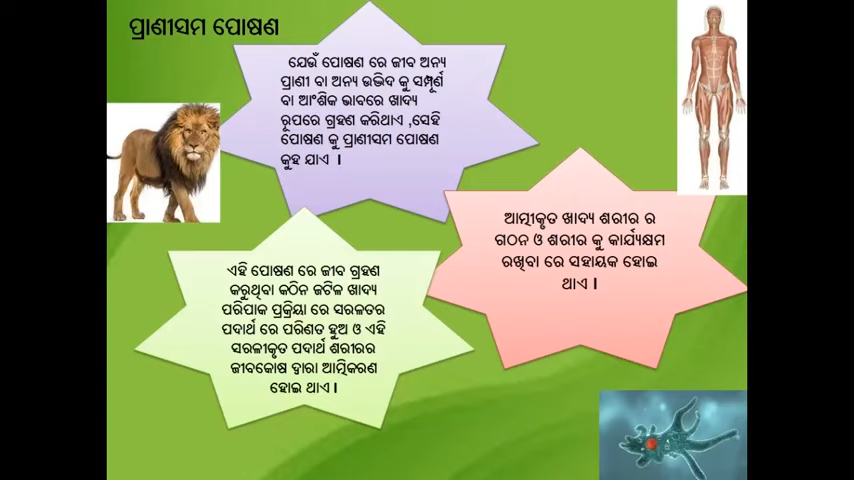 ପ୍ରାଣୀସମ ପୋଷଣ
ଯେଉଁ ପୋଷଣ ରେ ଜୀବ ଅନ୍ୟ
ପ୍ରାଣୀ ବା ଅନ୍ୟ ଉଦ୍ଭିଦ କୁ ସମ୍ପୂର୍ଣ
ବା ଆଂଶିକ ଭାବରେ ଖାଦ୍ୟ
ରୂପରେ ଗ୍ରହଣ କରିଥାଏ ,ସେହି
ପୋଷଣ କୁ ପ୍ରାଣୀସମ ପୋଷଣ
କୁହ ଯାଏ ।
ଆତ୍ମୀକୃତ ଖାଦ୍ୟ ଶରୀର ର
ଗଠନ ଓ ଶରୀର କୁ କାର୍ଯ୍ୟକ୍ଷମ
ରଖିବା ରେ ସହାୟକ ହୋଇ
ଥାଏ ।
ଏହି ପୋଷଣ ରେ ଜୀବ ଗ୍ରହଣ
କରୁଥିବା କଠିନ ଜଟିଳ ଖାଦ୍ୟ
ପରିପାକ ପ୍ରକ୍ରିୟା ରେ ସରଳତର
ପଦାର୍ଥ ରେ ପରିଣତ ହୁଅ ଓ ଏହି
ସରଳୀକୃତ ପଦାର୍ଥ ଶରୀରର
ଜୀବକୋଷ ଦ୍ୱାରା ଆତ୍ମିକରଣ
ହୋଇ ଥାଏ ।